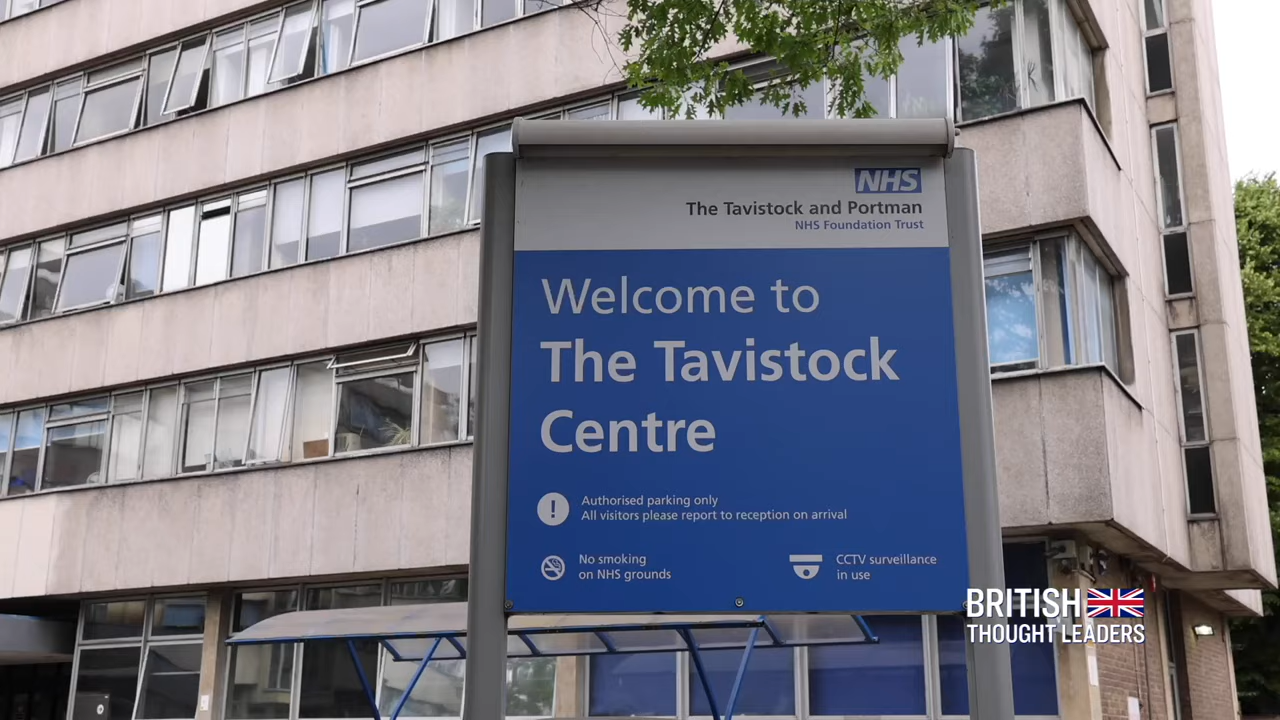 NHS
The Tavistock and Portman
NHS Foundation Trust
Welcome to
The Tavistock
Centre
Authorised parking only
All visitors please report to reception on arrival
No smoking
on NHS grounds
CCTV surveillance
in use
BRITISH
THOUGHT LEADERS